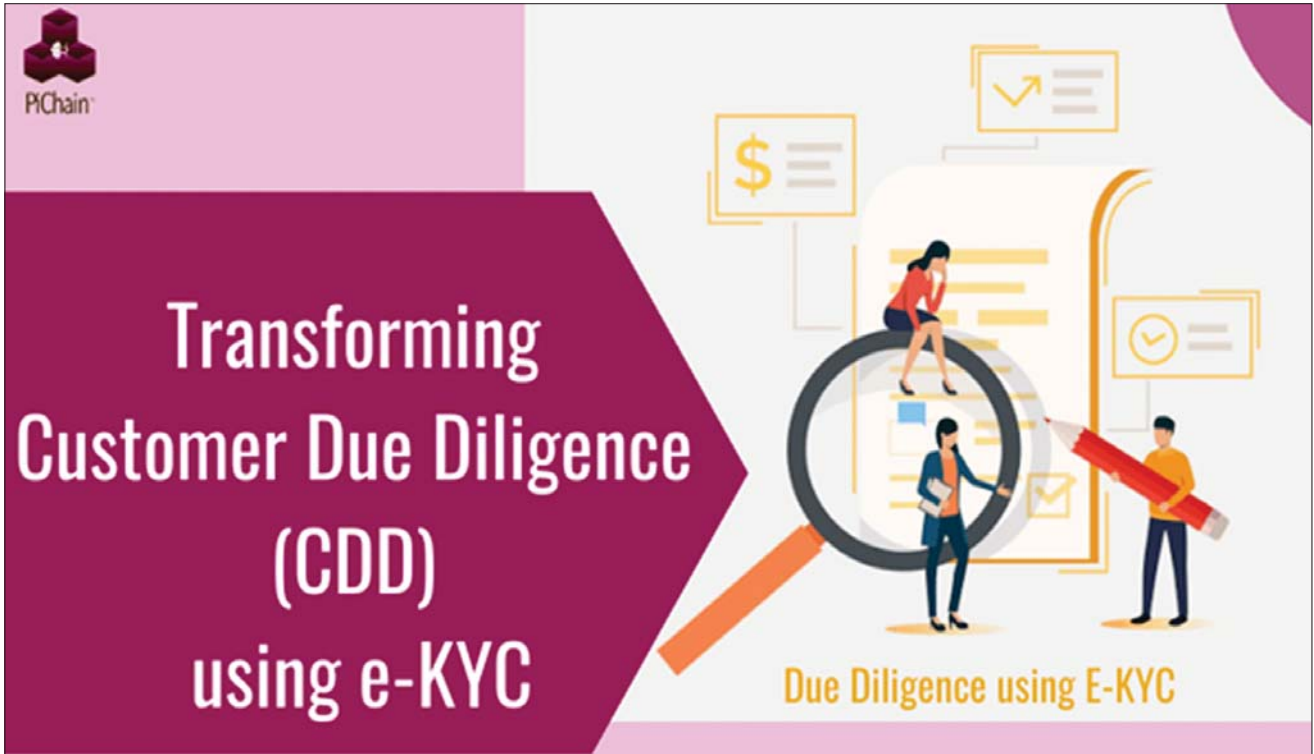 PiChain
Transforming
Customer Due Diligence
(CDD)
using e-KYC
$
Due Diligence using E-KYC